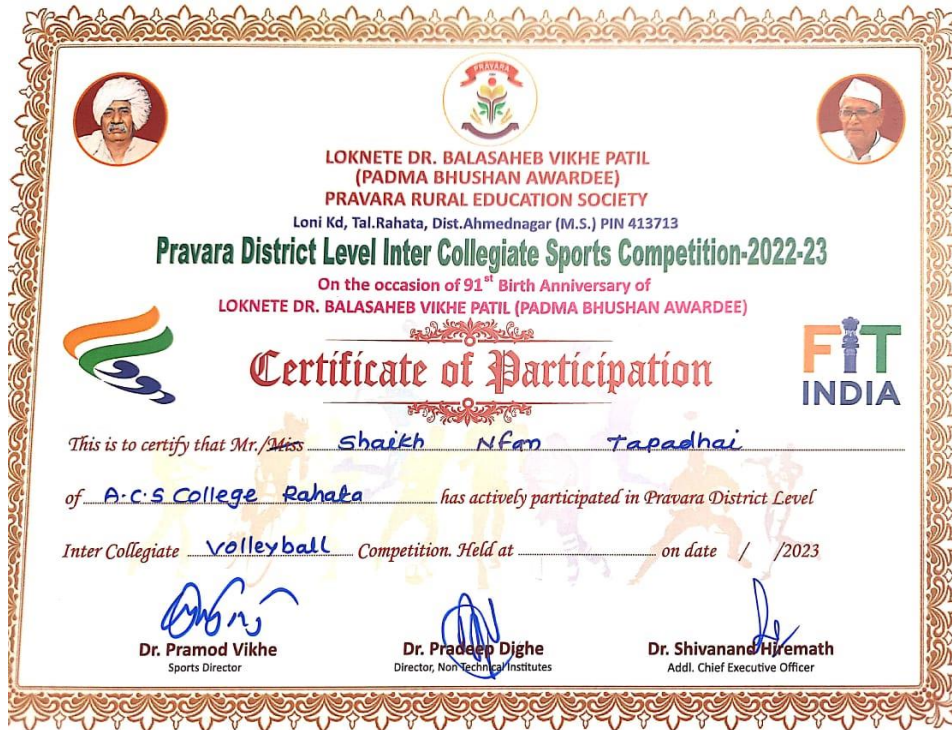 PRAVARA
LOKNETE DR. BALASAHEB VIKHE PATIL
(PADMA BHUSHAN AWARDEE)
PRAVARA RURAL EDUCATION SOCIETY
Loni Kd, Tal.Rahata, Dist.Ahmednagar (M.S.) PIN 413713
Pravara District Level Inter Collegiate Sports Competition-2022-23
On the occasion of 91st Birth Anniversary of
LOKNETE DR. BALASAHEB VIKHE PATIL (PADMA BHUSHAN AWARDEE)
FIT
INDIA
Certificate of Participation
This is to certify that Mr./Miss Shaikh Nfan Tapadhai
of A.C.S College Rahata has actively participated in Pravara District Level
Inter Collegiate Volleyball Competition. Held at on date / /2023
Dr. Pramod Vikhe
Sports Director
Dr. Pradeep Dighe
Director, Non Technical Institutes
Dr. Shivanand Hiremath
Addl. Chief Executive Officer